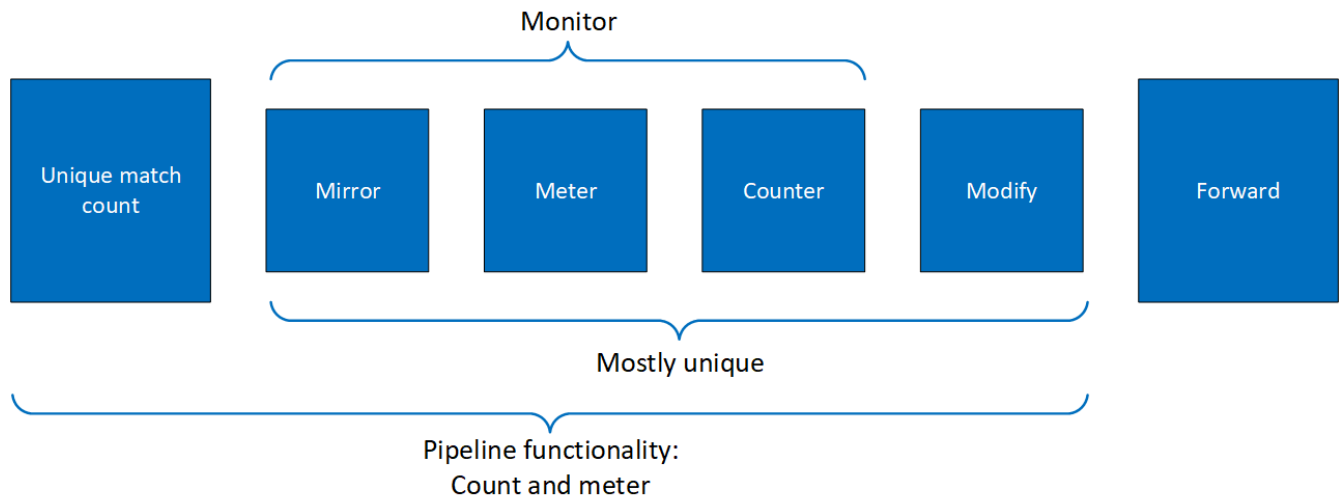 Monitor
Unique match
count
Mirror
Meter
Counter
Modify
Forward
Mostly unique
Pipeline functionality:
Count and meter